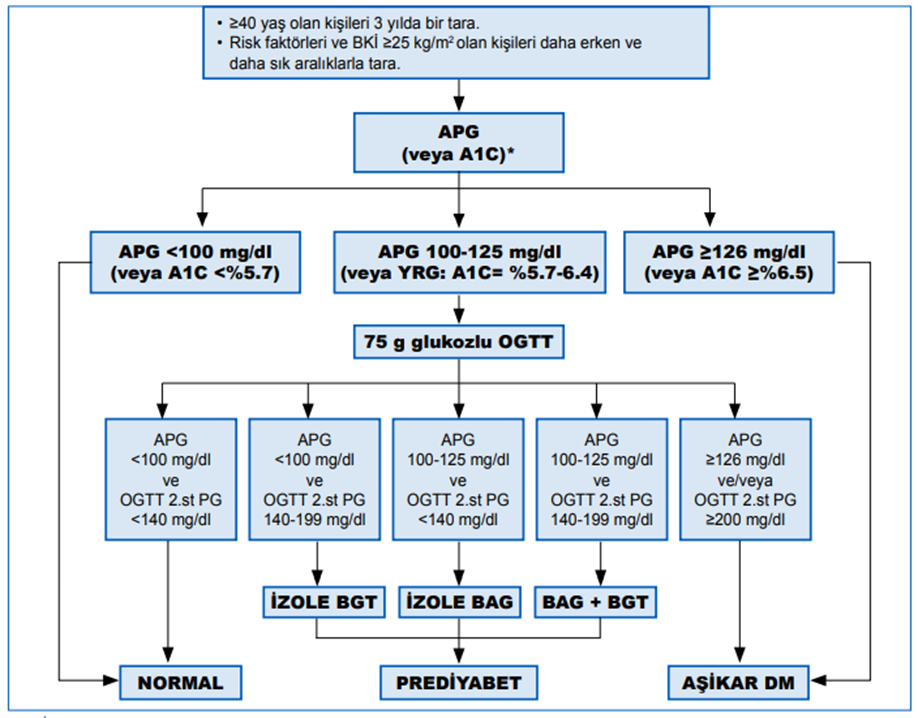 • ≥40 yaş olan kişileri 3 yılda bir tara.
• Risk faktörleri ve BKİ ≥25 kg/m² olan kişileri daha erken ve
daha sık aralıklarla tara.
APG
(veya A1C)*
APG <100 mg/dl
(veya A1C <%5.7)
APG 100-125 mg/dl
(veya YRG: A1C= %5.7-6.4)
APG ≥126 mg/dl
(veya A1C ≥%6.5)
75 g glukozlu OGTT
APG
<100 mg/dl
ve
OGTT 2.st PG
<140 mg/dl
APG
<100 mg/dl
ve
OGTT 2.st PG
140-199 mg/dl
APG
100-125 mg/dl
ve
OGTT 2.st PG
<140 mg/dl
APG
100-125 mg/dl
ve
OGTT 2.st PG
140-199 mg/dl
APG
≥126 mg/dl
ve/veya
OGTT 2.st PG
≥200 mg/dl
İZOLE BGT
İZOLE BAG
BAG + BGT
NORMAL
PREDİYABET
AŞİKAR DM